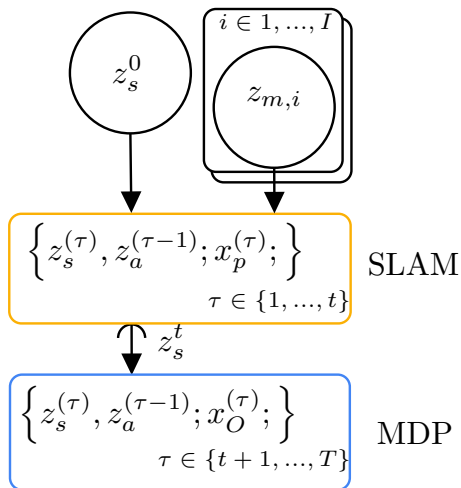 i ∈ 1, ..., I
z_s^0
z_{m,i}
{z_s^{(τ)}, z_a^{(τ−1)}; x_p^{(τ)};}
SLAM
τ ∈ {1, ..., t}
z_s^t
{z_s^{(τ)}, z_a^{(τ−1)}; x_O^{(τ)};}
MDP
τ ∈ {t + 1, ..., T}